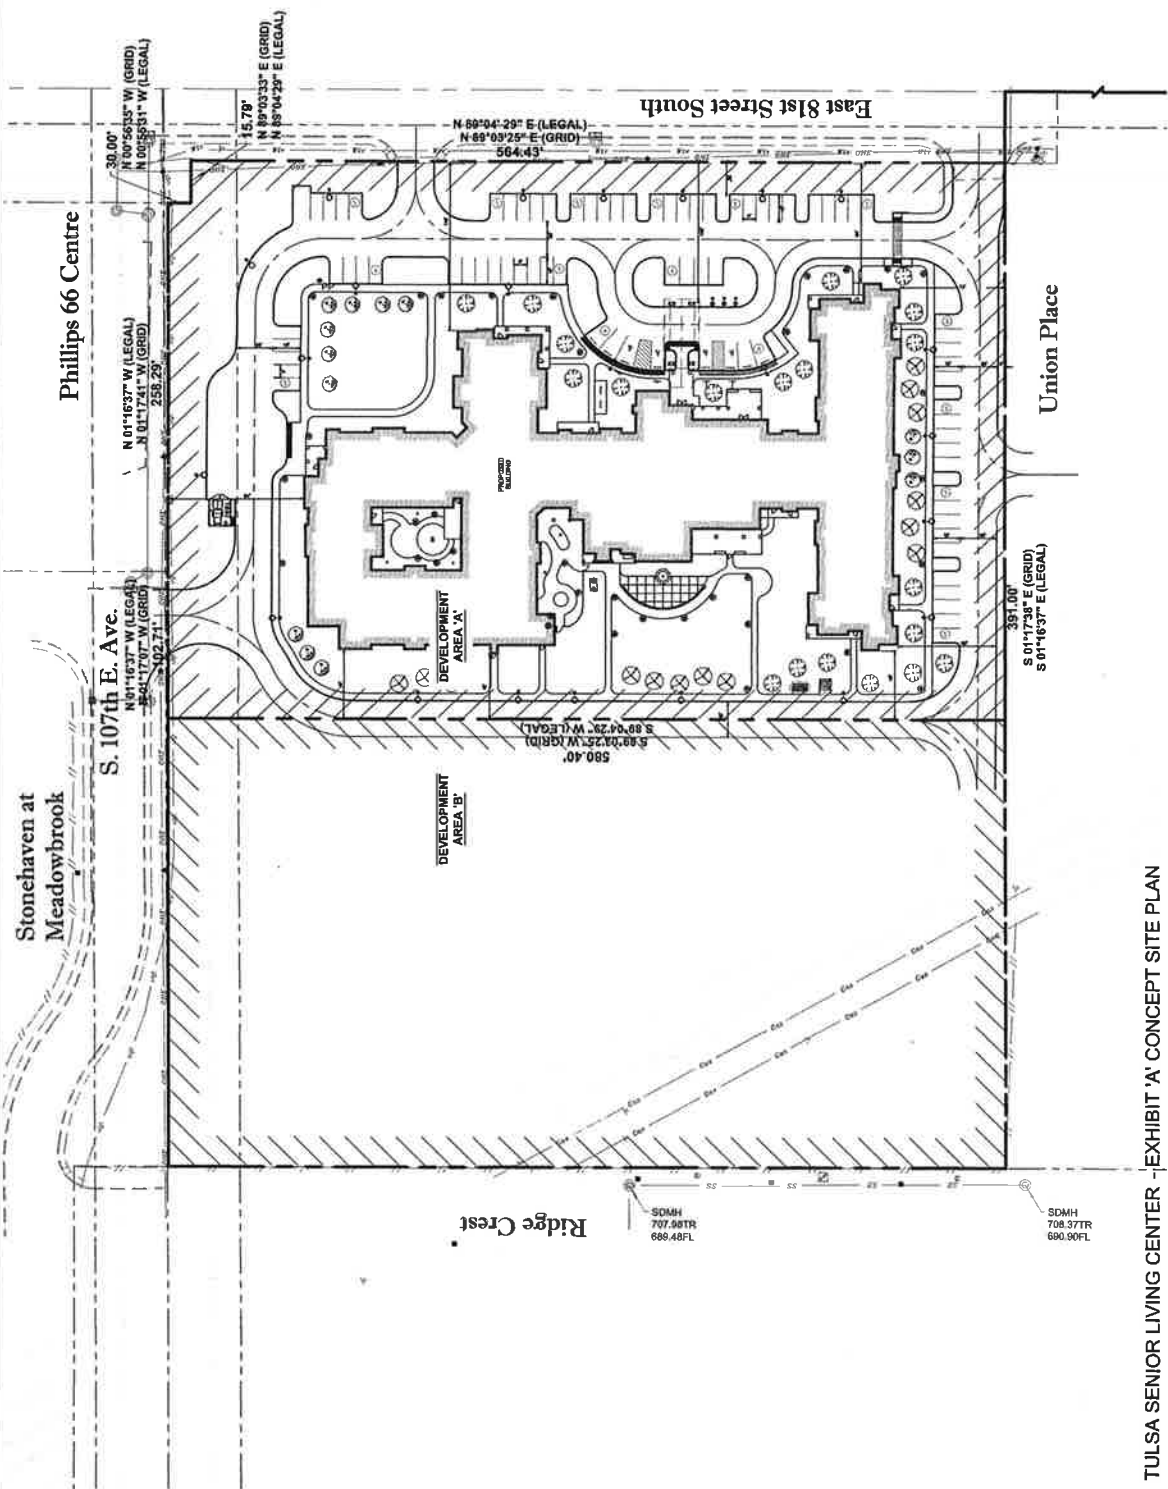 Phillips 66 Centre
30.00'
N 00°56'35" W (GRID)
N 00°55'31" W (LEGAL)
15.79'
N 89°03'33" E (GRID)
N 89°04'29" E (LEGAL)
East 81st Street South
N 89°04' 29" E (LEGAL)
N 89°03'25" E (GRID)
564.43'
N 01°16'37" W (LEGAL)
N 01°17'41" W (GRID)
258.29'
Union Place
PROPOSED
BUILDING
S. 107th E. Ave.
N 01°16'37" W (LEGAL)
N 01°17'07" W (GRID)
102.71'
391.00'
S 01°17'38" E (GRID)
S 01°16'37" E (LEGAL)
DEVELOPMENT
AREA 'A'
S 89°04'29" W (LEGAL)
S 89°03'25" W (GRID)
580.40'
DEVELOPMENT
AREA 'B'
Stonehaven at
Meadowbrook
Ridge Crest
SDMH
707.98TR
689.48FL
SDMH
708.37TR
690.90FL
TULSA SENIOR LIVING CENTER - EXHIBIT 'A' CONCEPT SITE PLAN